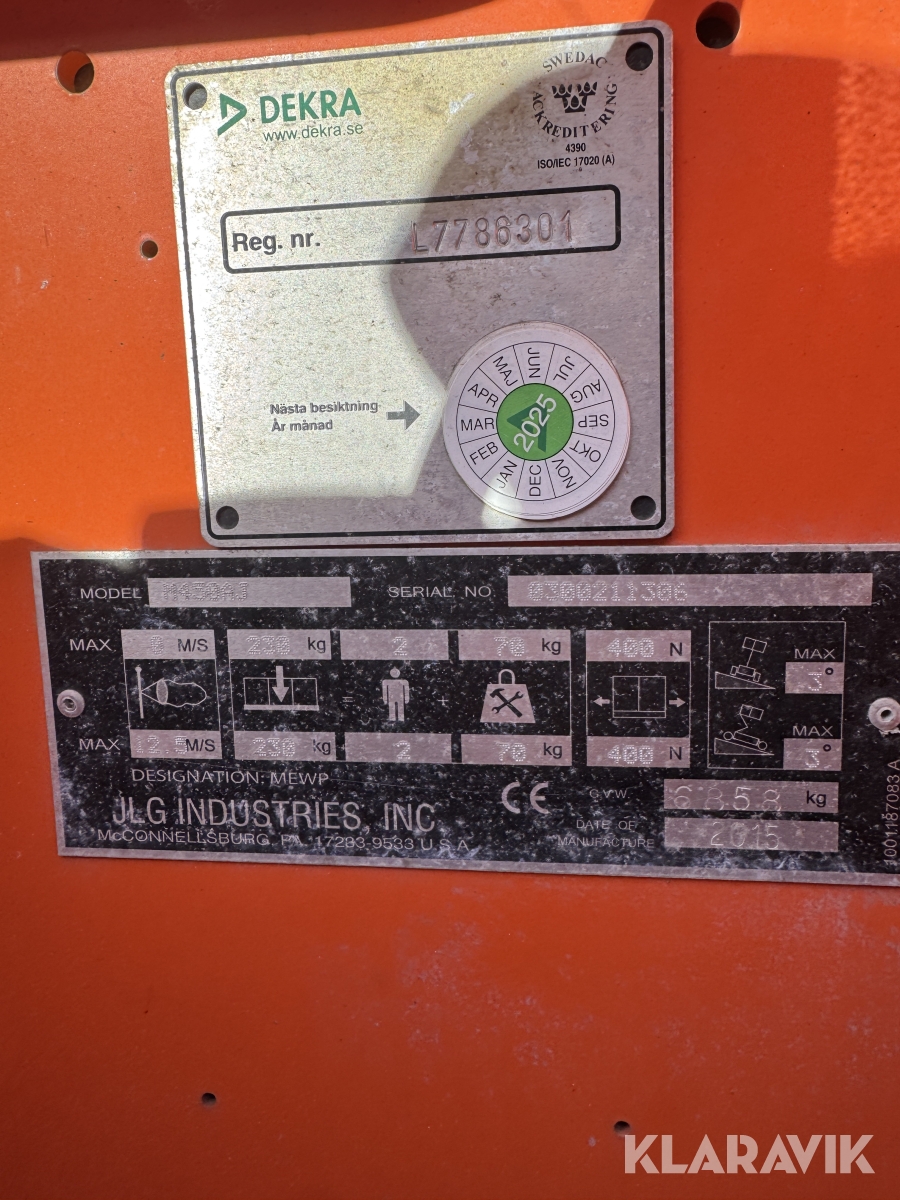 DEKRA
www.dekra.se
SWEDAC
ACKREDITERING
4390
ISO/IEC 17020 (A)
Reg. nr. L7786301
Nästa besiktning
År månad
2025
JAN FEB MAR APR MAJ JUN JUL AUG SEP OKT NOV DEC
MODEL M450AJ SERIAL NO 0300211306
MAX 0 M/S 230 kg 2 70 kg 400 N MAX 3°
= +
MAX 12.5 M/S 230 kg 2 70 kg 400 N MAX 3°
DESIGNATION: MEWP
JLG INDUSTRIES, INC
McCONNELLSBURG, PA. 17233-9533 U.S.A
CE
G.V.W. 6858 kg
DATE OF MANUFACTURE 2015
1001187083 A
KLARAVIK